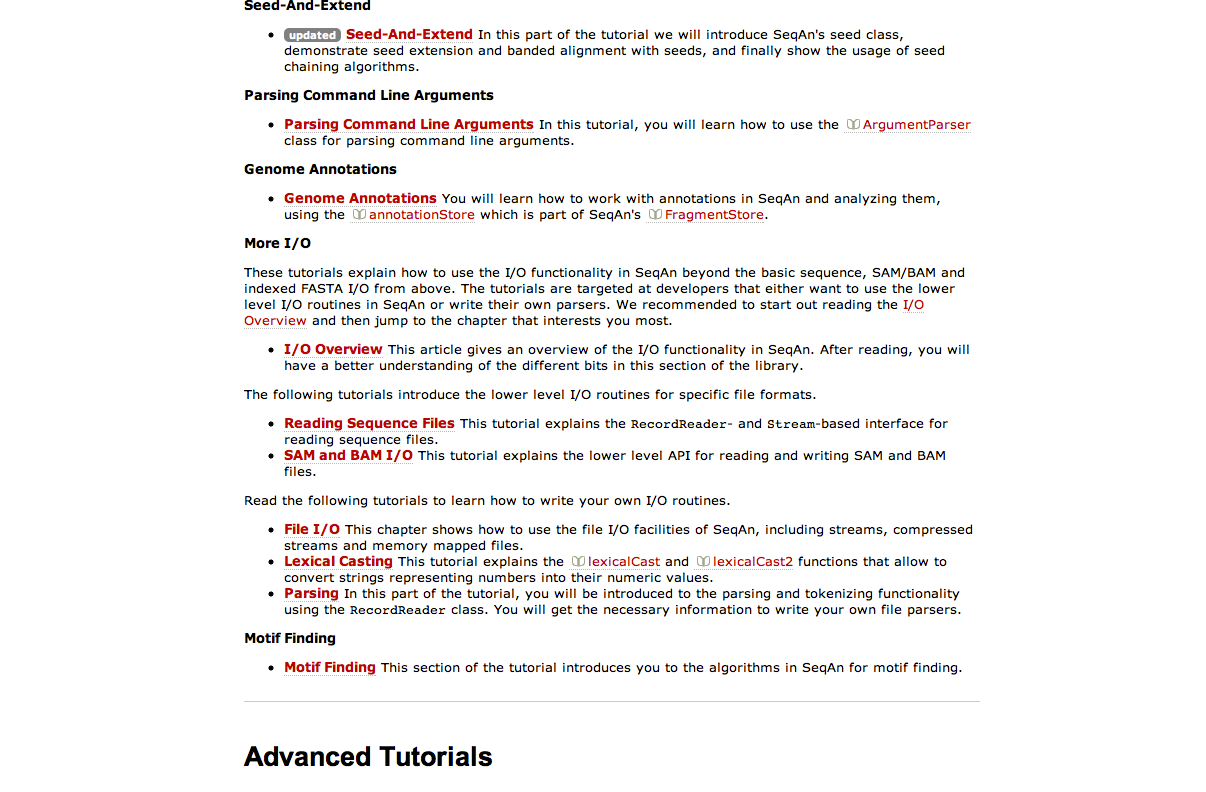 Seed-And-Extend
updated Seed-And-Extend In this part of the tutorial we will introduce SeqAn's seed class,
demonstrate seed extension and banded alignment with seeds, and finally show the usage of seed
chaining algorithms.
Parsing Command Line Arguments
Parsing Command Line Arguments In this tutorial, you will learn how to use the ArgumentParser
class for parsing command line arguments.
Genome Annotations
Genome Annotations You will learn how to work with annotations in SeqAn and analyzing them,
using the annotationStore which is part of SeqAn's FragmentStore.
More I/O
These tutorials explain how to use the I/O functionality in SeqAn beyond the basic sequence, SAM/BAM and
indexed FASTA I/O from above. The tutorials are targeted at developers that either want to use the lower
level I/O routines in SeqAn or write their own parsers. We recommended to start out reading the I/O
Overview and then jump to the chapter that interests you most.
I/O Overview This article gives an overview of the I/O functionality in SeqAn. After reading, you will
have a better understanding of the different bits in this section of the library.
The following tutorials introduce the lower level I/O routines for specific file formats.
Reading Sequence Files This tutorial explains the RecordReader- and Stream-based interface for
reading sequence files.
SAM and BAM I/O This tutorial explains the lower level API for reading and writing SAM and BAM
files.
Read the following tutorials to learn how to write your own I/O routines.
File I/O This chapter shows how to use the file I/O facilities of SeqAn, including streams, compressed
streams and memory mapped files.
Lexical Casting This tutorial explains the lexicalCast and lexicalCast2 functions that allow to
convert strings representing numbers into their numeric values.
Parsing In this part of the tutorial, you will be introduced to the parsing and tokenizing functionality
using the RecordReader class. You will get the necessary information to write your own file parsers.
Motif Finding
Motif Finding This section of the tutorial introduces you to the algorithms in SeqAn for motif finding.
Advanced Tutorials